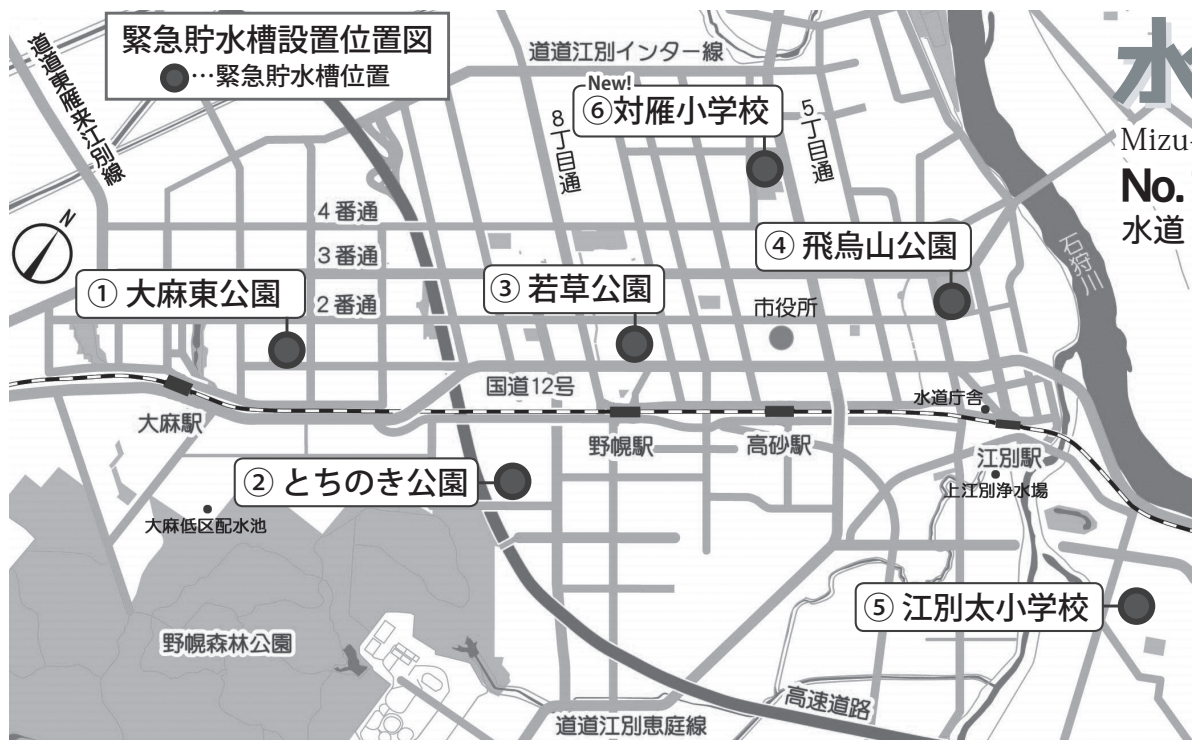 緊急貯水槽設置位置図
●…緊急貯水槽位置
道道東雁来江別線
道道江別インター線
New!
⑥対雁小学校
8丁目通
5丁目通
水
Mizu-
No.
水道
N
4番通
3番通
2番通
① 大麻東公園
③ 若草公園
④ 飛烏山公園
市役所
石狩川
国道12号
大麻駅
野幌駅
高砂駅
水道庁舎
江別駅
上江別浄水場
② とちのき公園
大麻低区配水池
⑤ 江別太小学校
野幌森林公園
高速道路
道道江別恵庭線